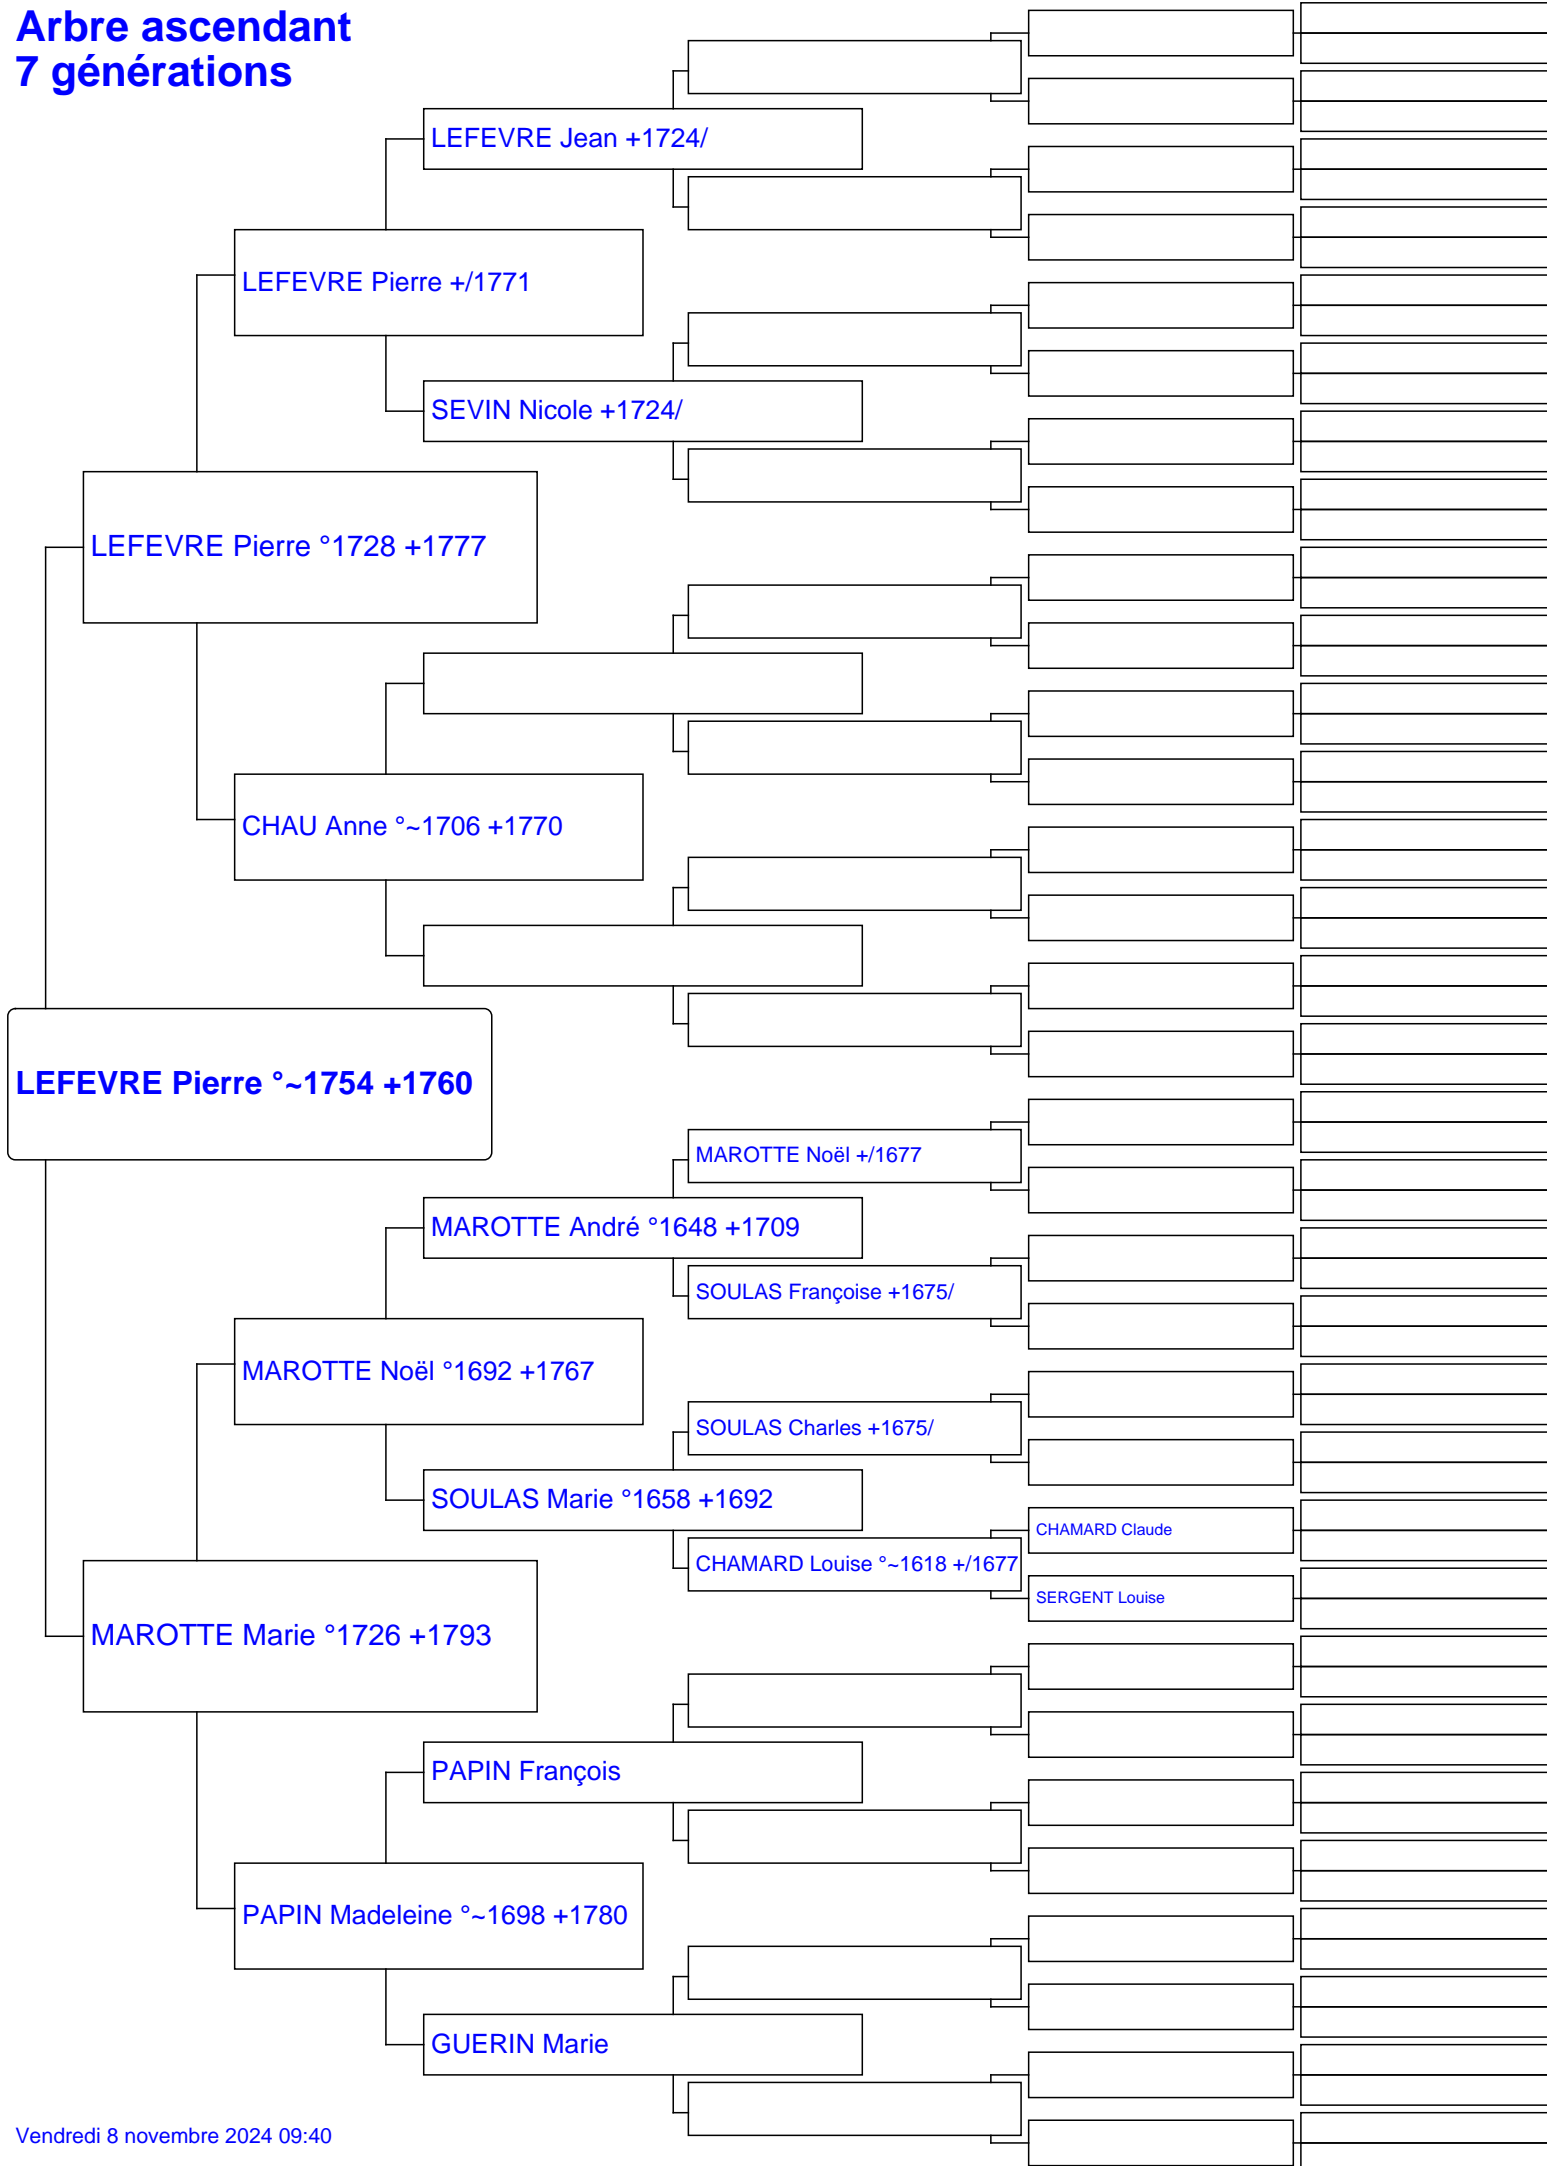 Arbre ascendant
7 générations
LEFEVRE Jean +1724/
LEFEVRE Pierre +/1771
SEVIN Nicole +1724/
LEFEVRE Pierre °1728 +1777
CHAU Anne °~1706 +1770
LEFEVRE Pierre °~1754 +1760
MAROTTE Noël +/1677
MAROTTE André °1648 +1709
SOULAS Françoise +1675/
MAROTTE Noël °1692 +1767
SOULAS Charles +1675/
SOULAS Marie °1658 +1692
CHAMARD Claude
CHAMARD Louise °~1618 +/1677
SERGENT Louise
MAROTTE Marie °1726 +1793
PAPIN François
PAPIN Madeleine °~1698 +1780
GUERIN Marie
Vendredi 8 novembre 2024 09:40